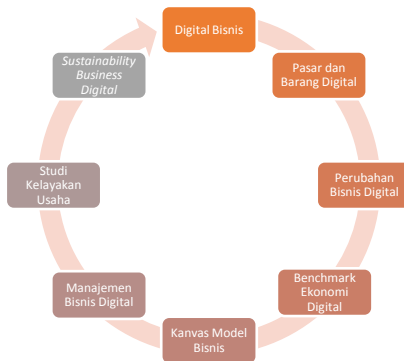 Digital Bisnis
Pasar dan
Barang Digital
Perubahan
Bisnis Digital
Benchmark
Ekonomi
Digital
Kanvas Model
Bisnis
Manajemen
Bisnis Digital
Studi
Kelayakan
Usaha
Sustainability
Business
Digital